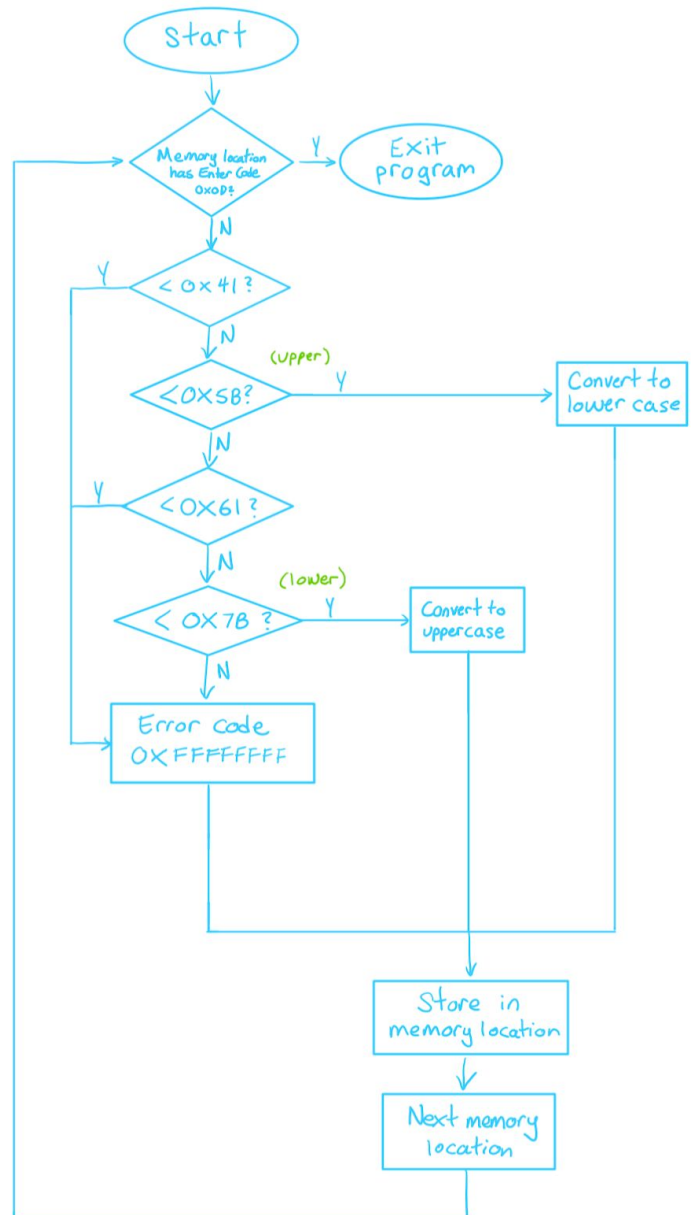 Start
Memory location
has Enter Code
0x0D?
Y
Exit
program
N
Y
< 0x41?
N
(upper)
<0x5B?
Y
Convert to
lower case
N
Y
<0x61?
N
(lower)
< 0x7B ?
Y
Convert to
uppercase
N
Error code
0XFFFFFFFF
Store in
memory location
Next memory
location